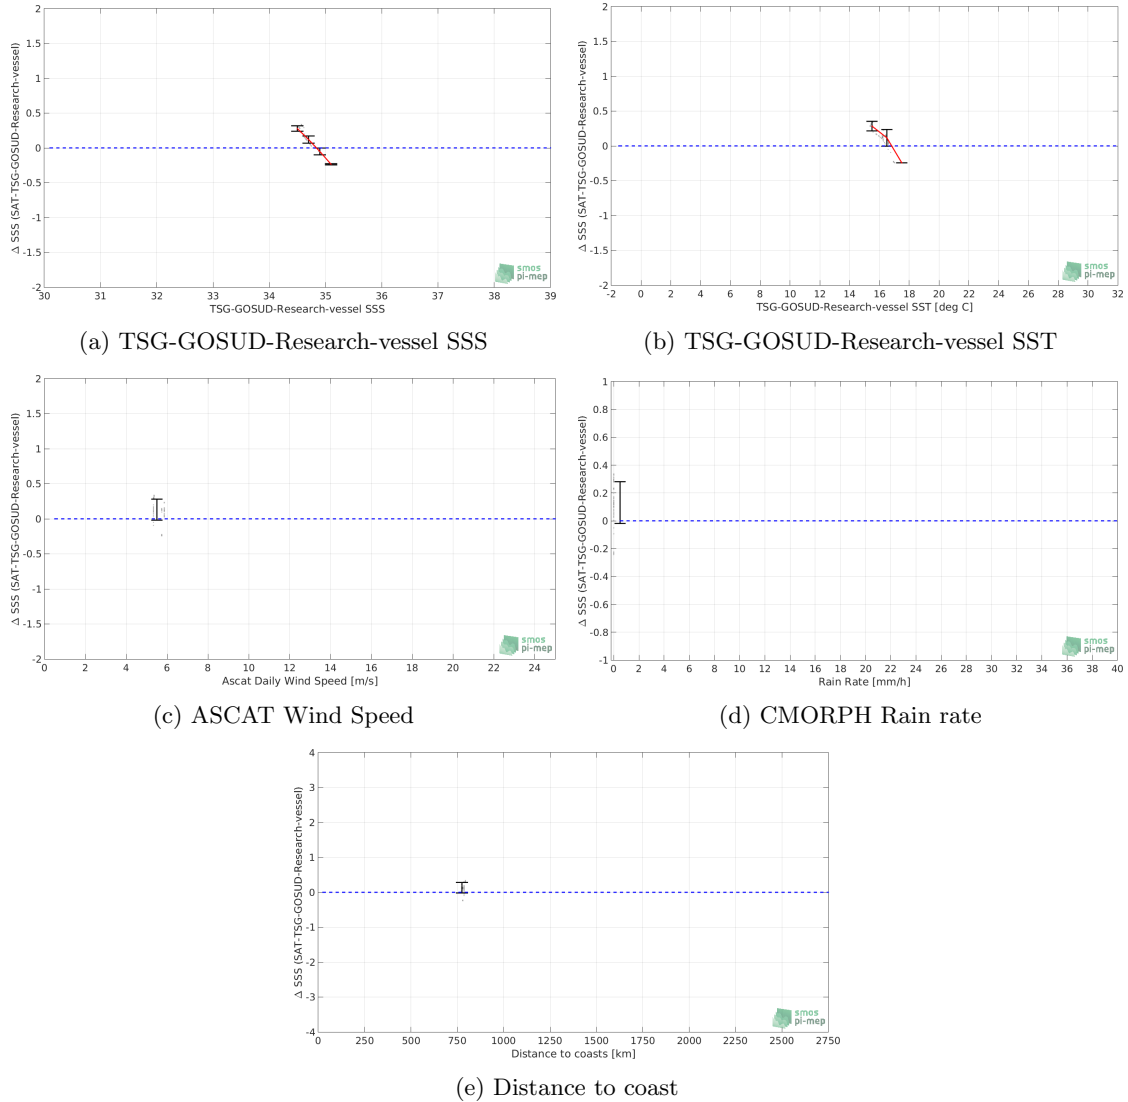 2
1.5
1
0.5
0
-0.5
-1
-1.5
-2
Δ SSS (SAT-TSG-GOSUD-Research-vessel)
30 31 32 33 34 35 36 37 38 39
TSG-GOSUD-Research-vessel SSS
smos
pi-mep
(a) TSG-GOSUD-Research-vessel SSS
2
1.5
1
0.5
0
-0.5
-1
-1.5
-2
Δ SSS (SAT-TSG-GOSUD-Research-vessel)
-2 0 2 4 6 8 10 12 14 16 18 20 22 24 26 28 30 32
TSG-GOSUD-Research-vessel SST [deg C]
smos
pi-mep
(b) TSG-GOSUD-Research-vessel SST
2
1.5
1
0.5
0
-0.5
-1
-1.5
-2
Δ SSS (SAT-TSG-GOSUD-Research-vessel)
0 2 4 6 8 10 12 14 16 18 20 22 24
Ascat Daily Wind Speed [m/s]
smos
pi-mep
(c) ASCAT Wind Speed
1
0.8
0.6
0.4
0.2
0
-0.2
-0.4
-0.6
-0.8
-1
Δ SSS (SAT-TSG-GOSUD-Research-vessel)
0 2 4 6 8 10 12 14 16 18 20 22 24 26 28 30 32 34 36 38 40
Rain Rate [mm/h]
smos
pi-mep
(d) CMORPH Rain rate
4
3
2
1
0
-1
-2
-3
-4
Δ SSS (SAT-TSG-GOSUD-Research-vessel)
0 250 500 750 1000 1250 1500 1750 2000 2250 2500 2750
Distance to coasts [km]
smos
pi-mep
(e) Distance to coast